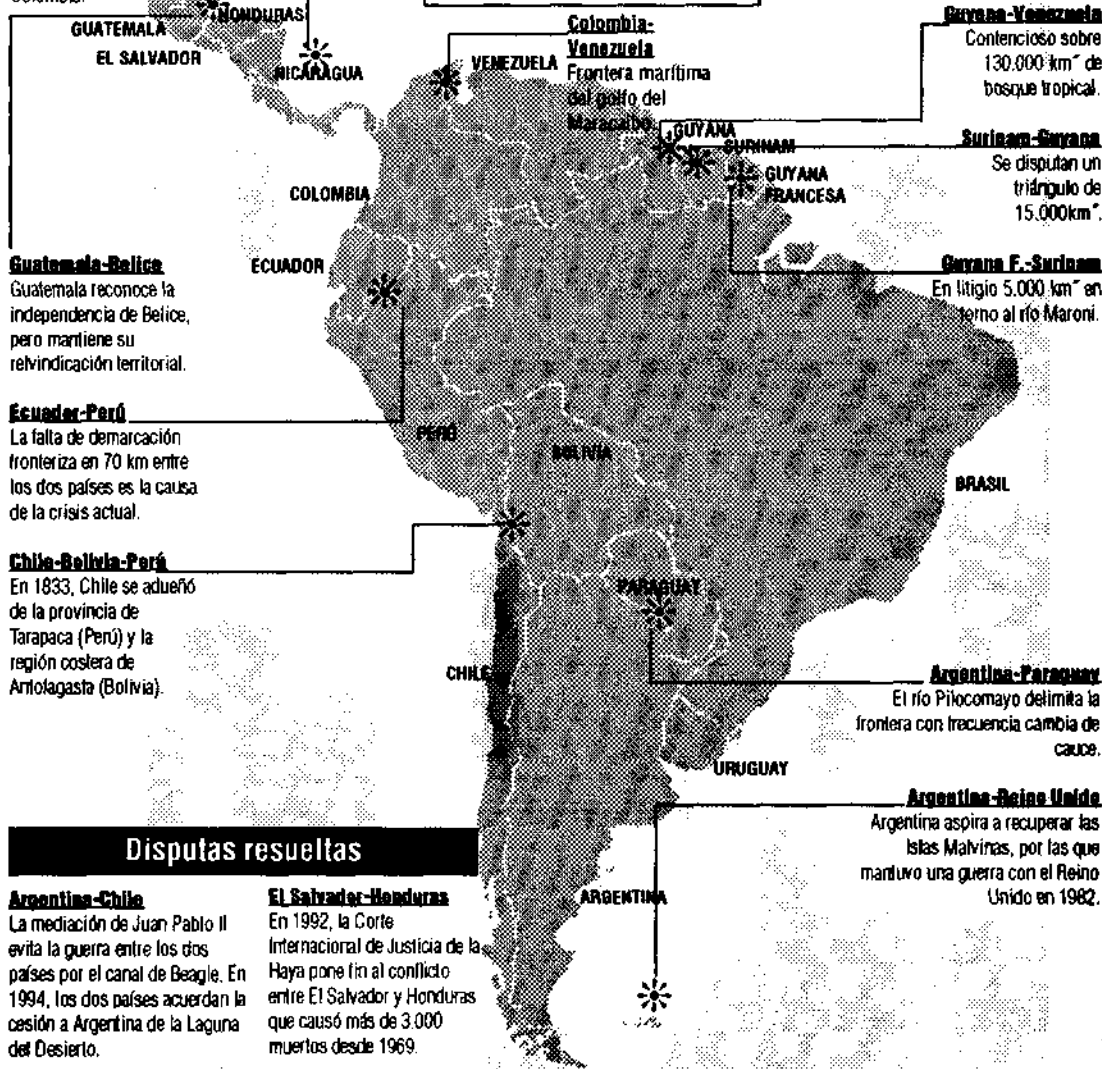 HONDURAS
GUATEMALA
EL SALVADOR
NICARAGUA
VENEZUELA
Colombia-
Venezuela
Frontera marítima
del golfo del
Maracaibo.
Guyana-Venezuela
Contencioso sobre
130.000 km² de
bosque tropical.
GUYANA
SURINAM
GUYANA
FRANCESA
Surinam-Guyana
Se disputan un
triángulo de
15.000km².
COLOMBIA
ECUADOR
Guyana F.-Surinam
En litigio 5.000 km² en
torno al río Maroni.
Guatemala-Belice
Guatemala reconoce la
independencia de Belice,
pero mantiene su
reivindicación territorial.
Ecuador-Perú
La falta de demarcación
fronteriza en 70 km entre
los dos países es la causa
de la crisis actual.
PERÚ
BOLIVIA
BRASIL
Chile-Bolivia-Perú
En 1833, Chile se adueñó
de la provincia de
Tarapaca (Perú) y la
región costera de
Antofagasta (Bolivia).
PARAGUAY
CHILE
Argentina-Paraguay
El río Pilocomayo delimita la
frontera con frecuencia cambia de
cauce.
URUGUAY
Argentina-Reino Unido
Argentina aspira a recuperar las
Islas Malvinas, por las que
mantuvo una guerra con el Reino
Unido en 1982.
ARGENTINA
Disputas resueltas
Argentina-Chile
La mediación de Juan Pablo II
evita la guerra entre los dos
países por el canal de Beagle. En
1994, los dos países acuerdan la
cesión a Argentina de la Laguna
del Desierto.
El Salvador-Honduras
En 1992, la Corte
Internacional de Justicia de la
Haya pone fin al conflicto
entre El Salvador y Honduras
que causó más de 3.000
muertos desde 1969.